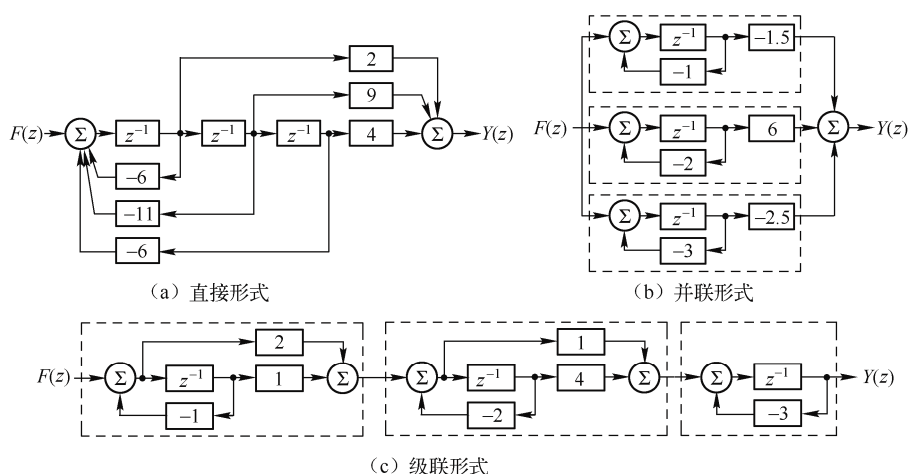 F(z) Σ z⁻¹ z⁻¹ z⁻¹ 2 9 4 Σ Y(z)
−6
−11
−6
(a)直接形式
F(z) Σ z⁻¹ −1.5
−1
Σ z⁻¹ 6 Σ Y(z)
−2
Σ z⁻¹ −2.5
−3
(b)并联形式
2 1
F(z) Σ z⁻¹ 1 Σ Σ z⁻¹ 4 Σ Σ z⁻¹ Y(z)
−1 −2 −3
(c)级联形式